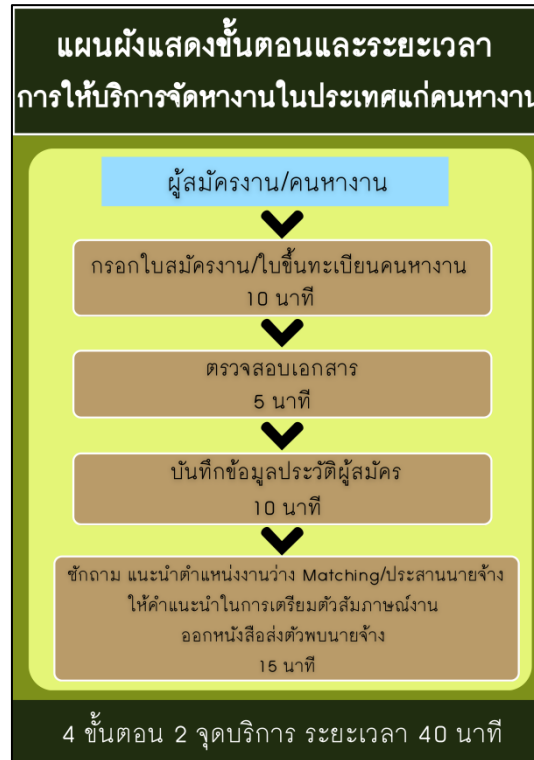 แผนผังแสดงขั้นตอนและระยะเวลา
การให้บริการจัดหางานในประเทศแก่คนหางาน
ผู้สมัครงาน/คนหางาน
กรอกใบสมัครงาน/ใบขึ้นทะเบียนคนหางาน
10 นาที
ตรวจสอบเอกสาร
5 นาที
บันทึกข้อมูลประวัติผู้สมัคร
10 นาที
ซักถาม แนะนำตำแหน่งงานว่าง Matching/ประสานนายจ้าง
ให้คำแนะนำในการเตรียมตัวสัมภาษณ์งาน
ออกหนังสือส่งตัวพบนายจ้าง
15 นาที
4 ขั้นตอน 2 จุดบริการ ระยะเวลา 40 นาที